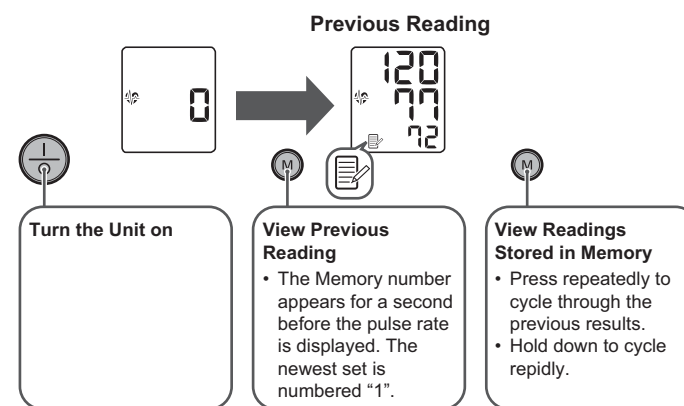 Previous Reading
0
120
77
72
M
M
Turn the Unit on
View Previous
Reading
• The Memory number
appears for a second
before the pulse rate
is displayed. The
newest set is
numbered “1”.
View Readings
Stored in Memory
• Press repeatedly to
cycle through the
previous results.
• Hold down to cycle
repidly.